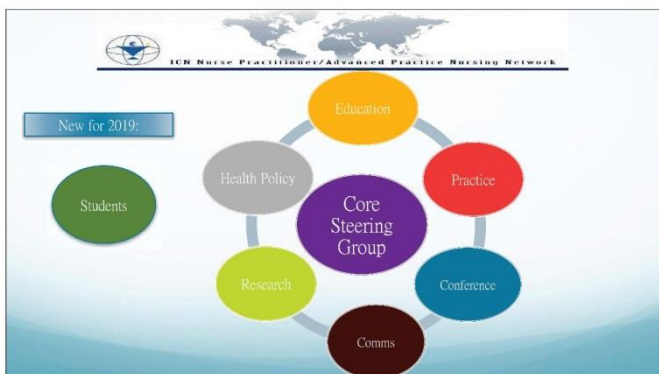 ICN Nurse Practitioner/Advanced Practice Nursing Network
New for 2019:
Students
Education
Health Policy
Practice
Core
Steering
Group
Research
Conference
Comms